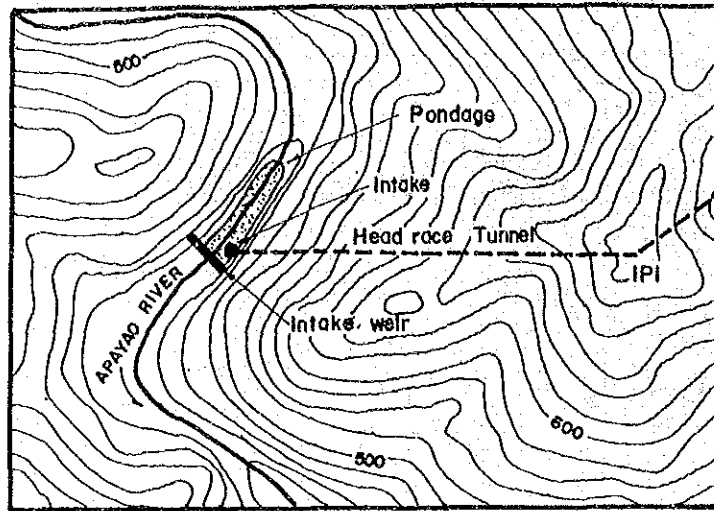 500
Pondage
Intake
Head race Tunnel
IPI
APAYAO RIVER
Intake weir
600
500